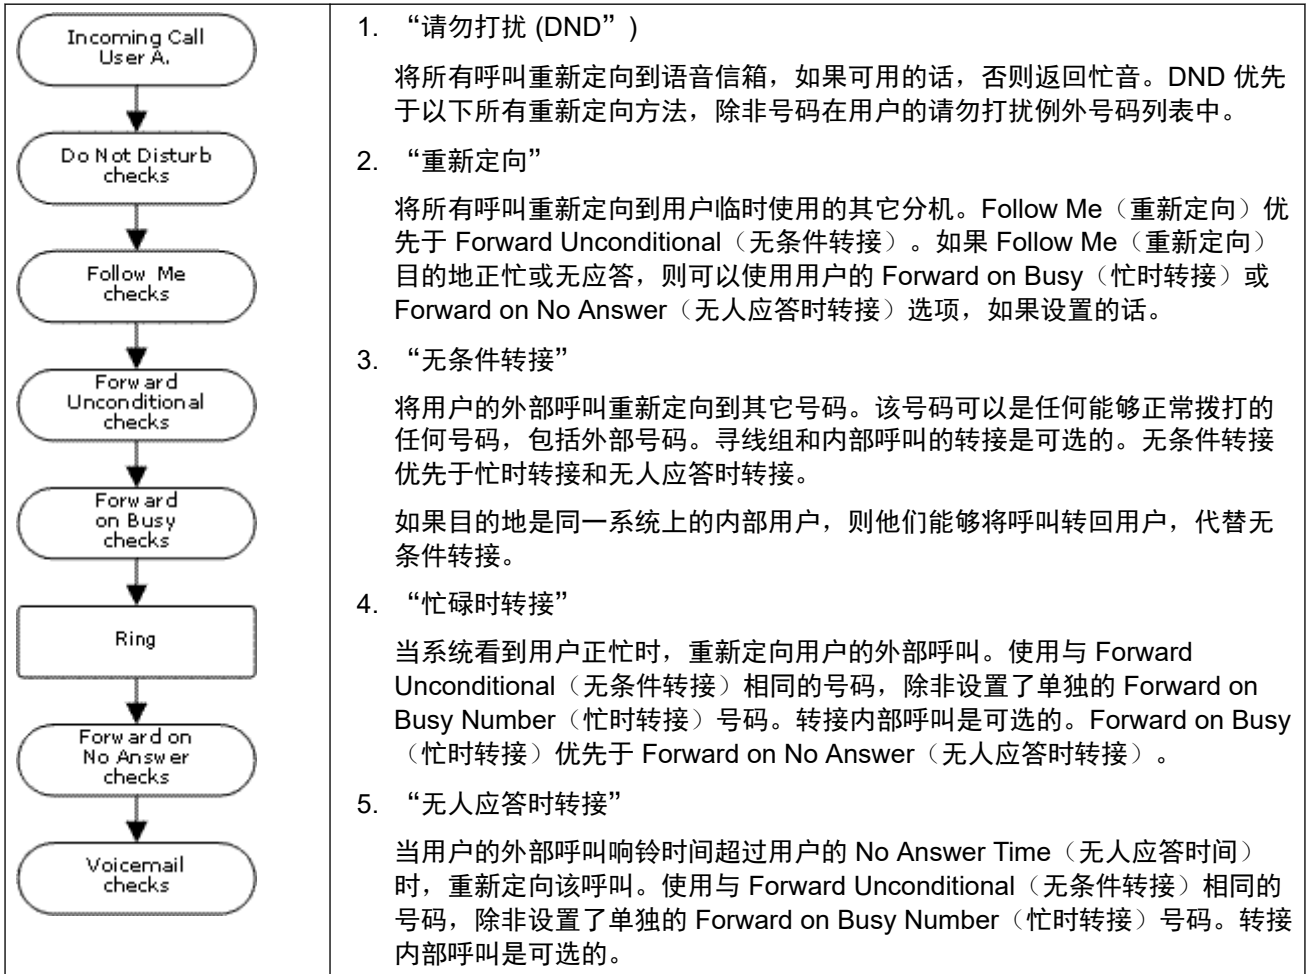 Incoming Call
User A.
Do Not Disturb
checks
Follow Me
checks
Forward
Unconditional
checks
Forward
on Busy
checks
Ring
Forward on
No Answer
checks
Voicemail
checks
1. “请勿打扰 (DND” )
将所有呼叫重新定向到语音信箱，如果可用的话，否则返回忙音。DND 优先
于以下所有重新定向方法，除非号码在用户的请勿打扰例外号码列表中。
2. “重新定向”
将所有呼叫重新定向到用户临时使用的其它分机。Follow Me（重新定向）优
先于 Forward Unconditional（无条件转接）。如果 Follow Me（重新定向）
目的地正忙或无应答，则可以使用用户的 Forward on Busy（忙时转接）或
Forward on No Answer（无人应答时转接）选项，如果设置的话。
3. “无条件转接”
将用户的外部呼叫重新定向到其它号码。该号码可以是任何能够正常拨打的
任何号码，包括外部号码。寻线组和内部呼叫的转接是可选的。无条件转接
优先于忙时转接和无人应答时转接。
如果目的地是同一系统上的内部用户，则他们能够将呼叫转回用户，代替无
条件转接。
4. “忙碌时转接”
当系统看到用户正忙时，重新定向用户的外部呼叫。使用与 Forward
Unconditional（无条件转接）相同的号码，除非设置了单独的 Forward on
Busy Number（忙时转接）号码。转接内部呼叫是可选的。Forward on Busy
（忙时转接）优先于 Forward on No Answer（无人应答时转接）。
5. “无人应答时转接”
当用户的外部呼叫响铃时间超过用户的 No Answer Time（无人应答时间）
时，重新定向该呼叫。使用与 Forward Unconditional（无条件转接）相同的
号码，除非设置了单独的 Forward on Busy Number（忙时转接）号码。转接
内部呼叫是可选的。